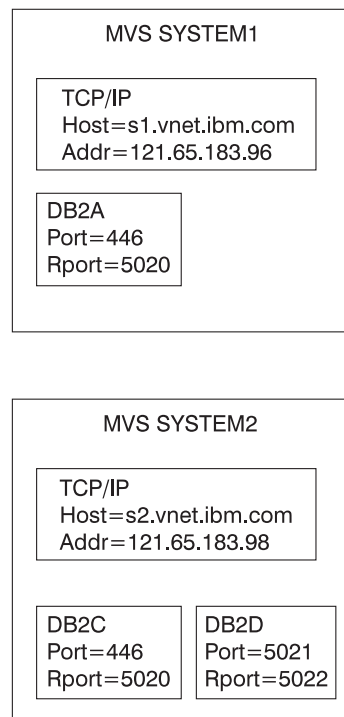 MVS SYSTEM1
TCP/IP
Host=s1.vnet.ibm.com
Addr=121.65.183.96
DB2A
Port=446
Rport=5020
MVS SYSTEM2
TCP/IP
Host=s2.vnet.ibm.com
Addr=121.65.183.98
DB2C
Port=446
Rport=5020
DB2D
Port=5021
Rport=5022